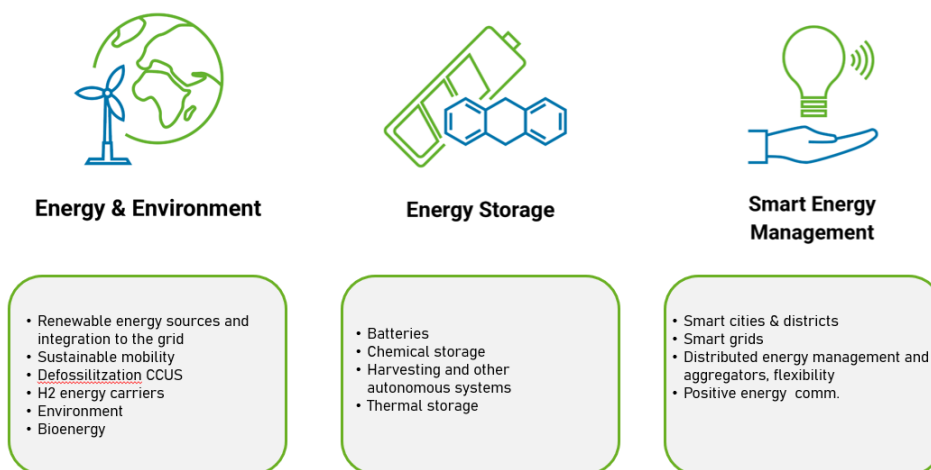 Energy & Environment
• Renewable energy sources and
integration to the grid
• Sustainable mobility
• Defossilitzation CCUS
• H2 energy carriers
• Environment
• Bioenergy
Energy Storage
• Batteries
• Chemical storage
• Harvesting and other
autonomous systems
• Thermal storage
Smart Energy
Management
• Smart cities & districts
• Smart grids
• Distributed energy management and
aggregators, flexibility
• Positive energy comm.